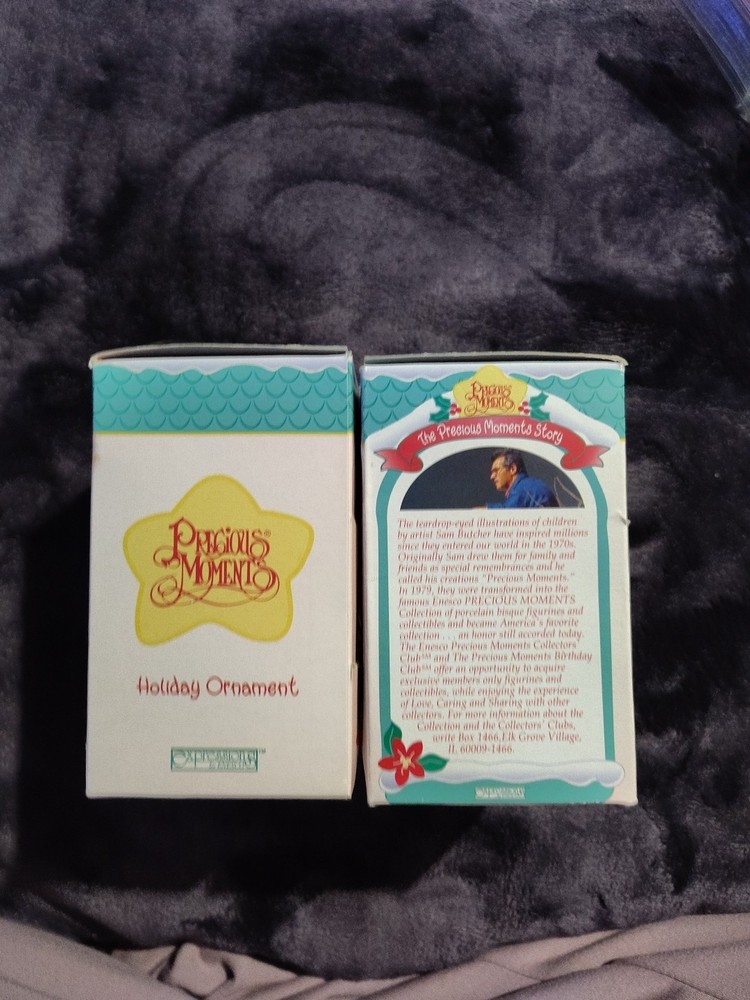 PRECIOUS®
MOMENTS
Holiday Ornament
expressions™
PRECIOUS
MOMENTS
The Precious Moments Story
The teardrop-eyed illustrations of children
by artist Sam Butcher have inspired millions
since they entered our world in the 1970s.
Originally Sam drew them for family and
friends as special remembrances and he
called his creations "Precious Moments."
In 1979, they were transformed into the
famous Enesco PRECIOUS MOMENTS
Collection of porcelain bisque figurines and
collectibles and became America's favorite
collection . . . an honor still accorded today.
The Enesco Precious Moments Collectors'
Club℠ and The Precious Moments Birthday
Club℠ offer an opportunity to acquire
exclusive members only figurines and
collectibles, while enjoying the experience
of Love, Caring and Sharing with other
collectors. For more information about the
Collection and the Collectors' Clubs,
write Box 1466, Elk Grove Village,
IL 60009-1466.
expressions